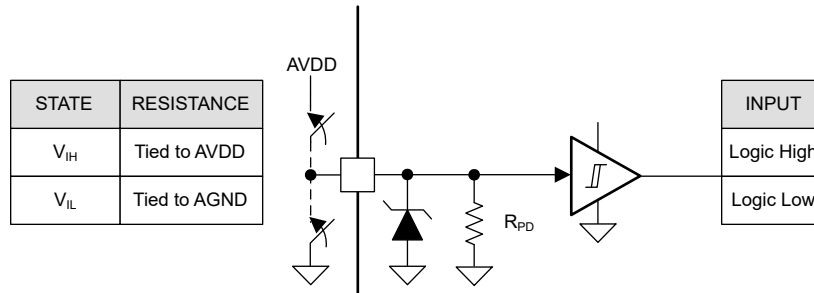 AVDD
STATE RESISTANCE
V_IH Tied to AVDD
V_IL Tied to AGND
R_PD
INPUT
Logic High
Logic Low